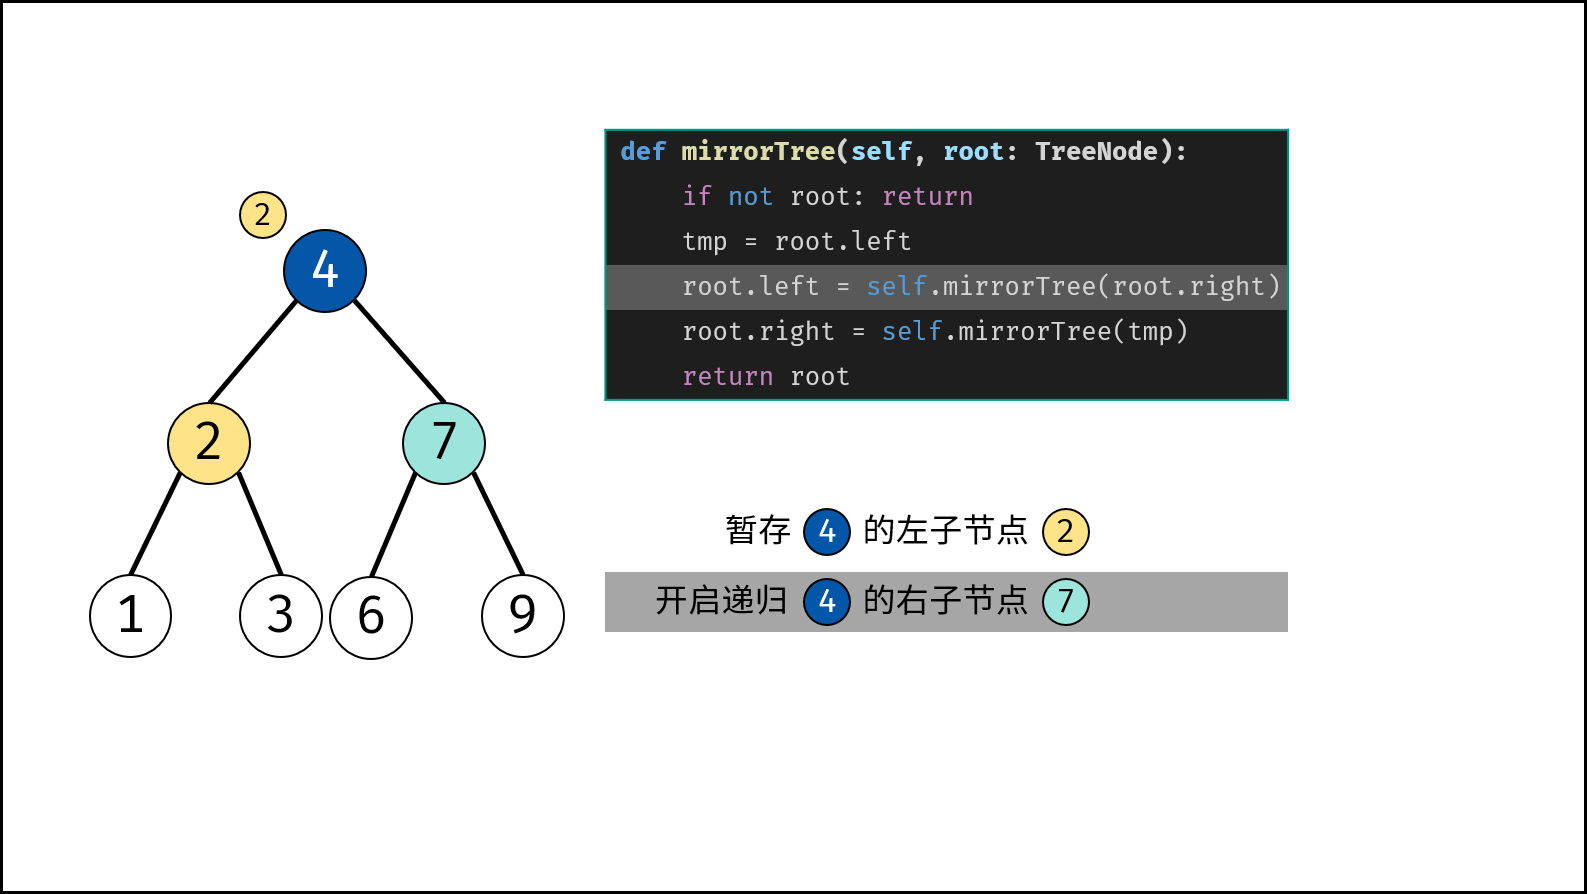 def mirrorTree(self, root: TreeNode):
    if not root: return
    tmp = root.left
    root.left = self.mirrorTree(root.right)
    root.right = self.mirrorTree(tmp)
    return root
2
4
2
7
1
3
6
9
暂存 4 的左子节点 2
开启递归 4 的右子节点 7